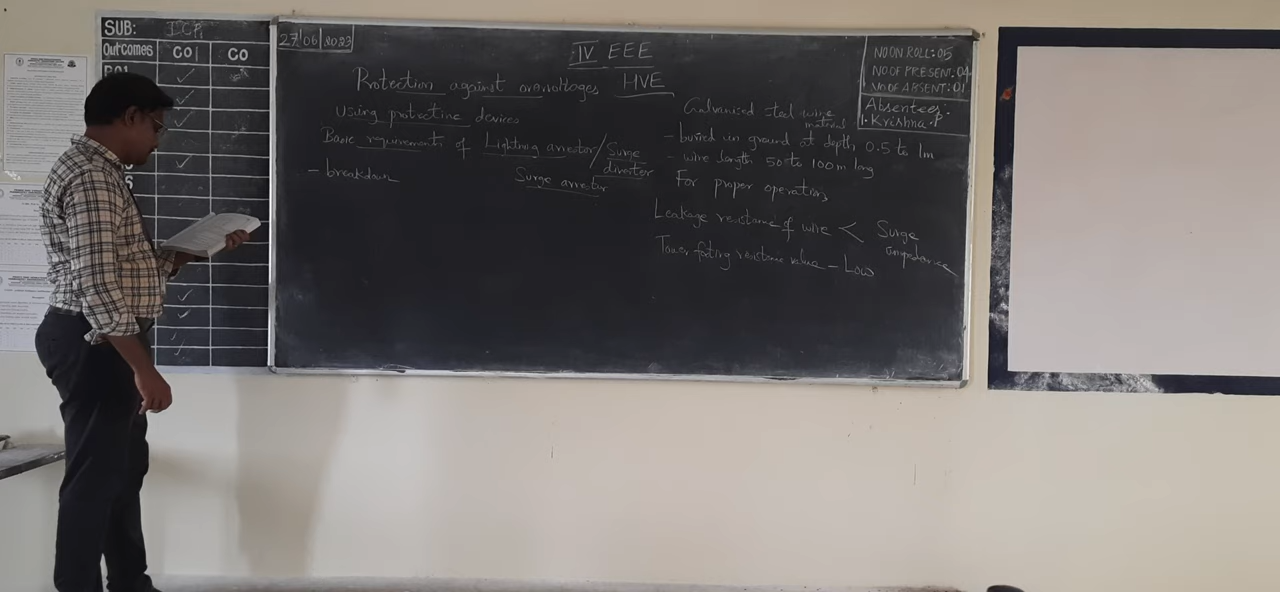 SUB: ICP1
Outcomes CO1 CO
PO1
27/06/2023
IV EEE
HVE
Protection against overvoltages
using protective devices
Basic requirements of Lighting arrestor/Surge diverter
Surge arrestor
- breakdown
Galvanised steel wire
material
- buried in ground at depth 0.5 to 1m
- wire length 50 to 100m long
For proper operation,
Leakage resistance of wire < Surge impedance
Tower footing resistance value - Low
NO ON ROLL: 05
NO OF PRESENT: 04
NO OF ABSENT: 01
Absentees:-
1. Krishna.P